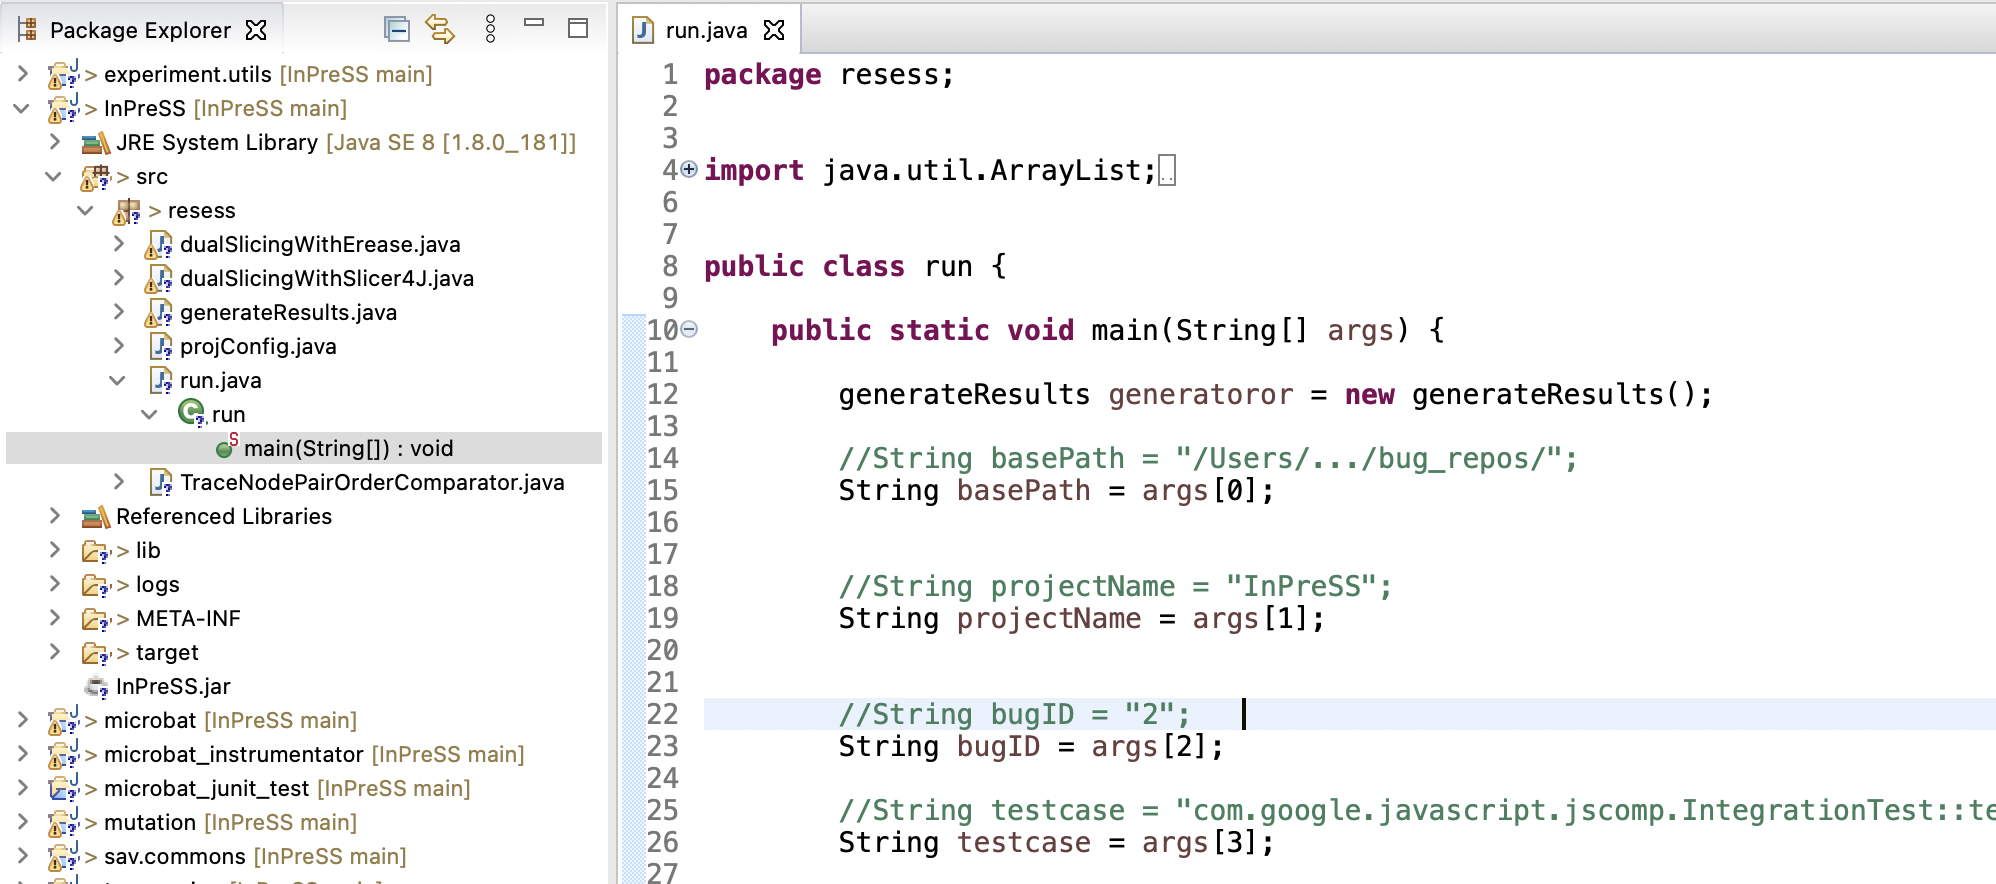 Package Explorer
> experiment.utils [InPreSS main]
> InPreSS [InPreSS main]
JRE System Library [Java SE 8 [1.8.0_181]]
> src
> resess
dualSlicingWithErease.java
dualSlicingWithSlicer4J.java
generateResults.java
projConfig.java
run.java
run
main(String[]) : void
TraceNodePairOrderComparator.java
Referenced Libraries
> lib
> logs
> META-INF
> target
InPreSS.jar
> microbat [InPreSS main]
> microbat_instrumentator [InPreSS main]
> microbat_junit_test [InPreSS main]
> mutation [InPreSS main]
> sav.commons [InPreSS main]
run.java
1 package resess;
2
3
4 import java.util.ArrayList;
6
7
8 public class run {
9
10 public static void main(String[] args) {
11
12 generateResults generatoror = new generateResults();
13
14 //String basePath = "/Users/.../bug_repos/";
15 String basePath = args[0];
16
17
18 //String projectName = "InPreSS";
19 String projectName = args[1];
20
21
22 //String bugID = "2";
23 String bugID = args[2];
24
25 //String testcase = "com.google.javascript.jscomp.IntegrationTest::te
26 String testcase = args[3];
27